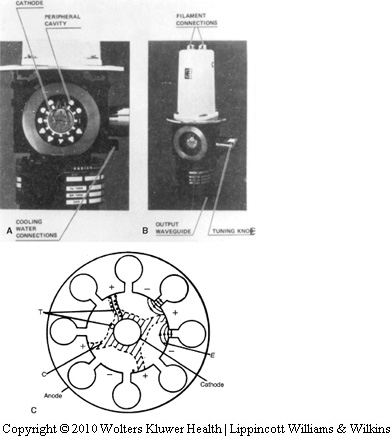 CATHODE
PERIPHERAL
CAVITY
FILAMENT
CONNECTIONS
COOLING
WATER
CONNECTIONS
A
B
OUTPUT
WAVEGUIDE
TUNING KNOB
T
+
−
+
−
+
−
+
−
E
C
Anode
Cathode
C
Copyright © 2010 Wolters Kluwer Health | Lippincott Williams & Wilkins